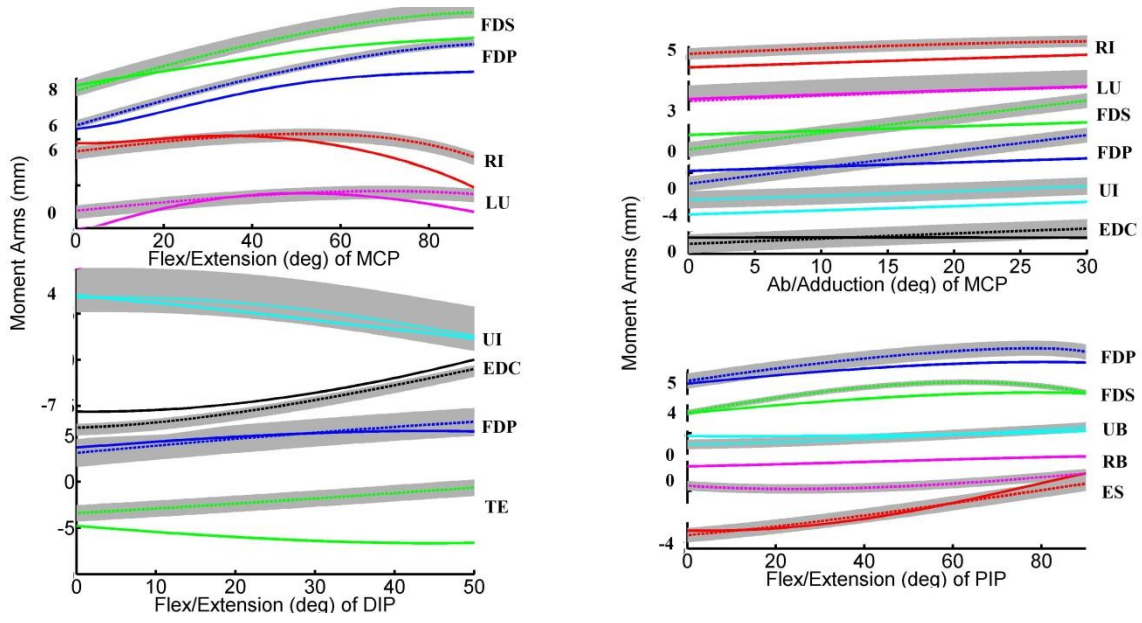 Moment Arms (mm)
FDS
FDP
RI
LU
8
6
6
0
0 20 40 60 80
Flex/Extension (deg) of MCP
4
-7
5
0
-5
UI
EDC
FDP
TE
0 10 20 30 40 50
Flex/Extension (deg) of DIP
Moment Arms (mm)
5
3
0
0
-4
0
RI
LU
FDS
FDP
UI
EDC
0 5 10 15 20 25 30
Ab/Adduction (deg) of MCP
5
4
0
0
-4
FDP
FDS
UB
RB
ES
0 20 40 60 80
Flex/Extension (deg) of PIP